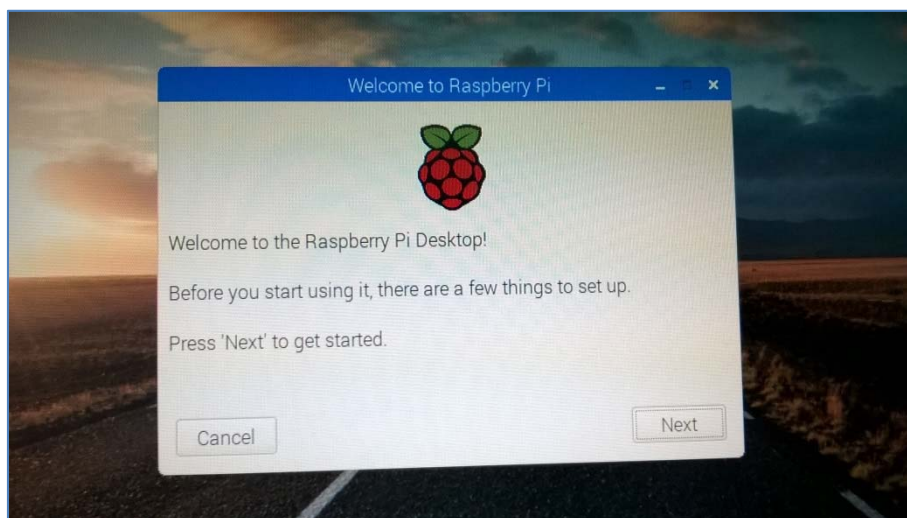 Welcome to Raspberry Pi
Welcome to the Raspberry Pi Desktop!
Before you start using it, there are a few things to set up.
Press 'Next' to get started.
Cancel
Next